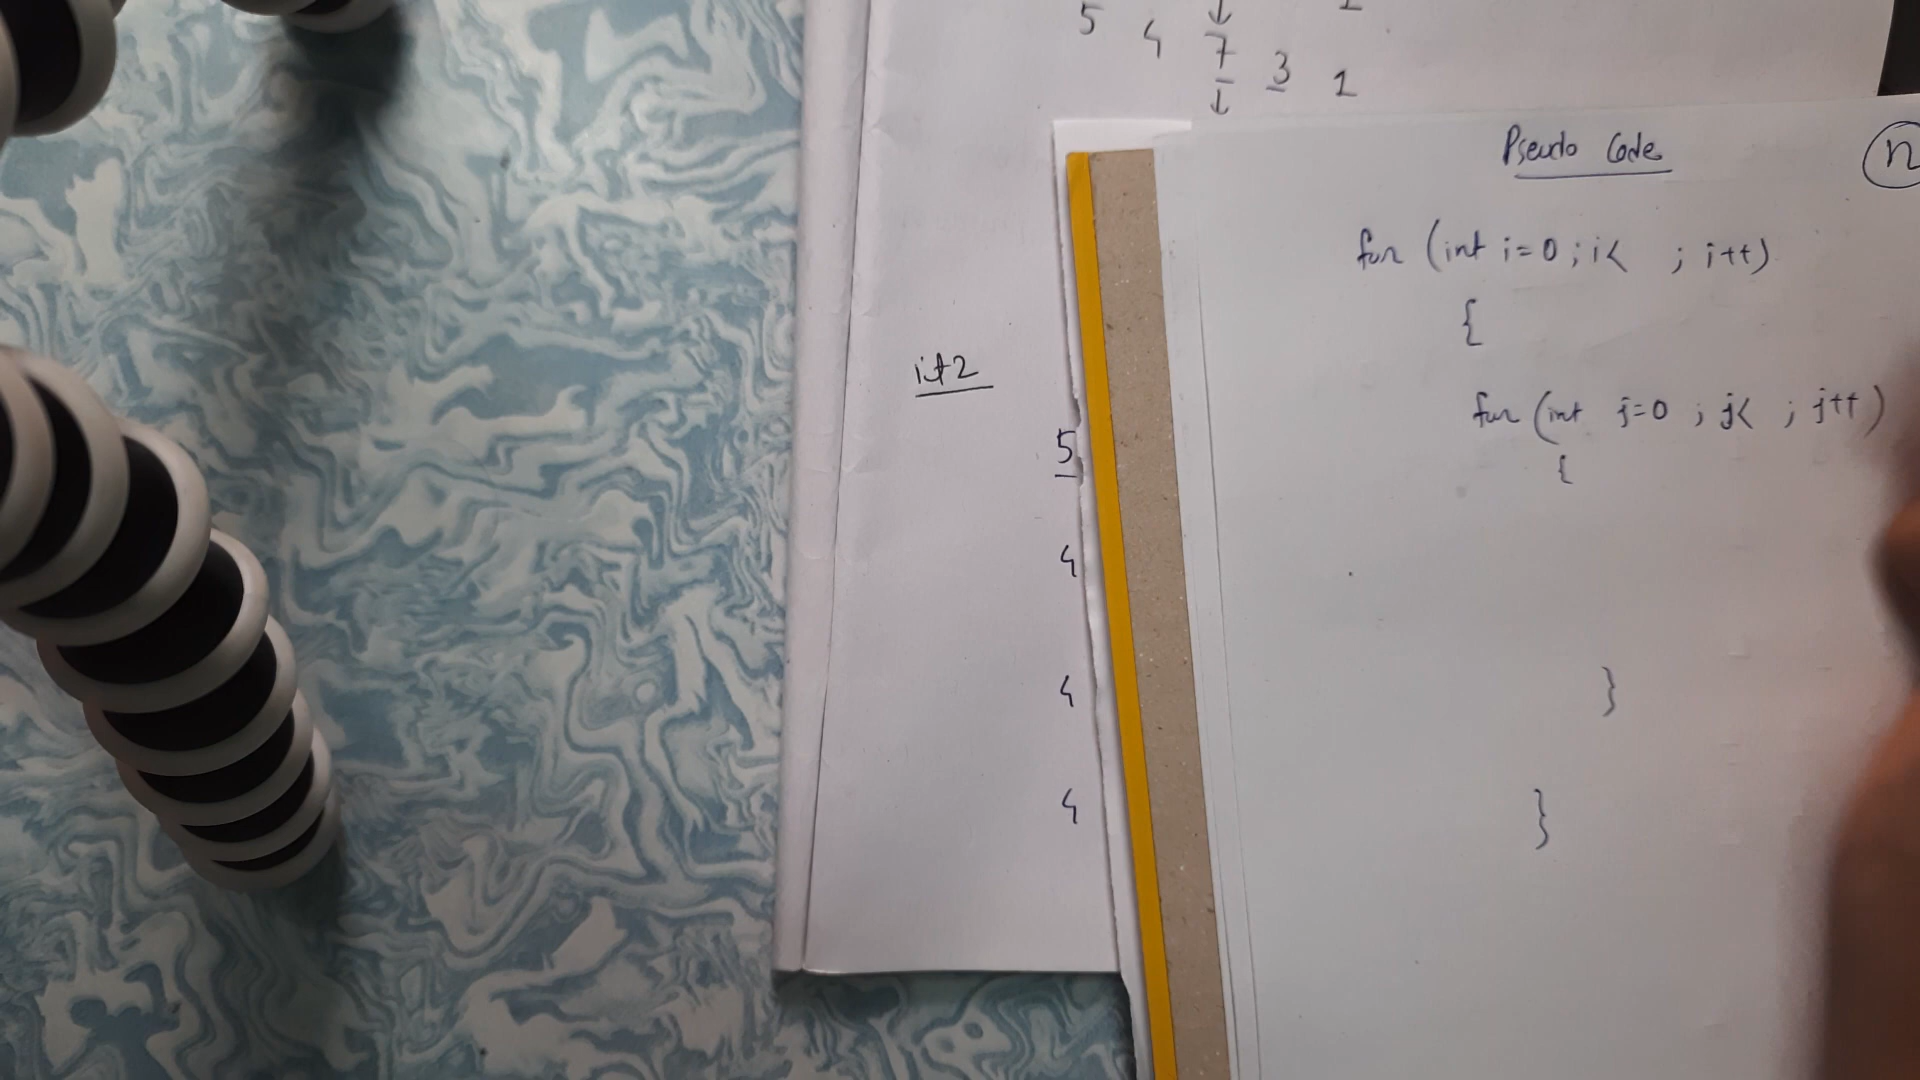 5 4 7 3 1
Pseudo Code
n
for (int i=0 ; i< ; i++)
{
it2
for (int j=0 ; j< ; j++)
5
{
4
4
}
4
}